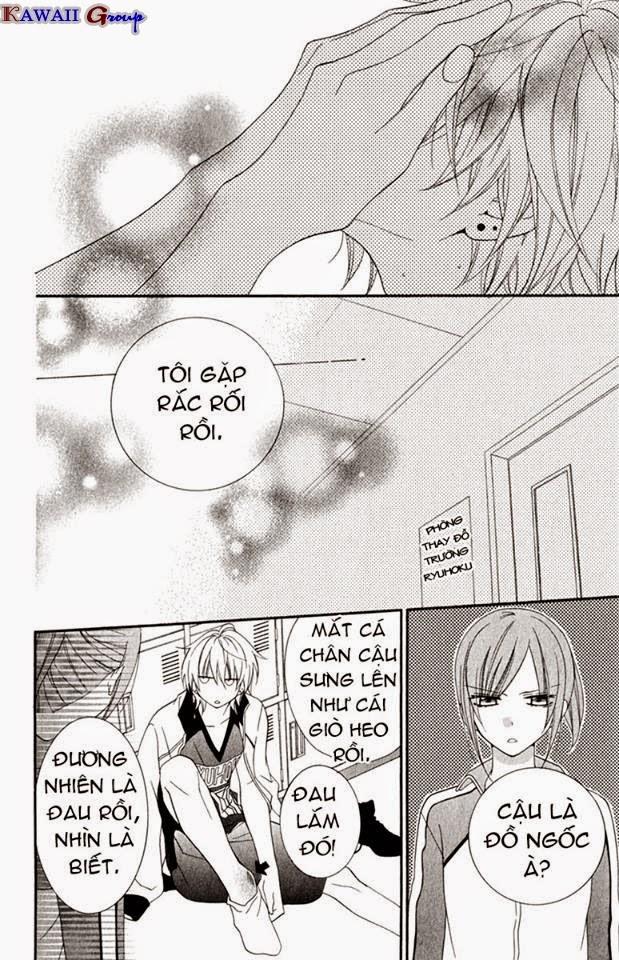 KAWAII Group
TÔI GẶP
RẮC RỐI
RỒI.
PHÒNG
THAY ĐỒ
TRƯỜNG
RYUHOKU
CẬU LÀ
ĐỒ NGỐC
À?
MẮT CÁ
CHÂN CẬU
SƯNG LÊN
NHƯ CÁI
GIÒ HEO
RỒI.
ĐAU
LẮM
ĐÓ!
ĐƯƠNG
NHIÊN LÀ
ĐAU RỒI,
NHÌN LÀ
BIẾT.